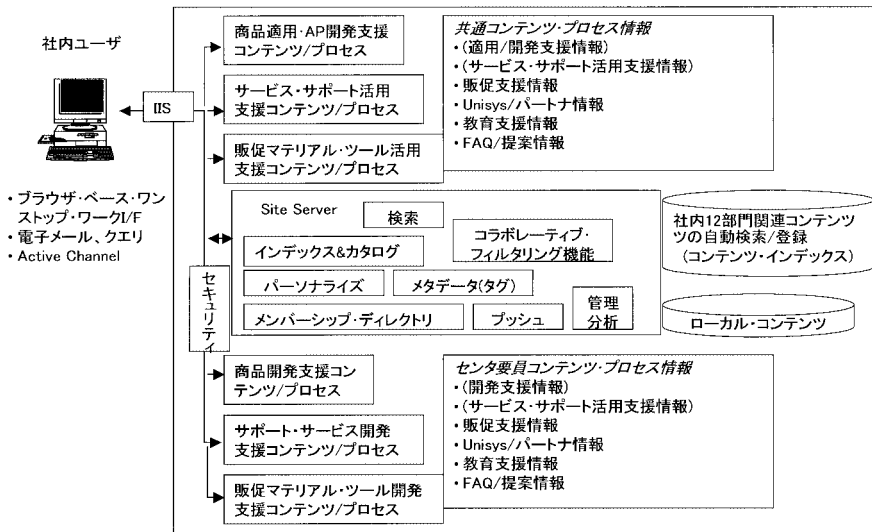 社内ユーザ
IIS
・ブラウザ・ベース・ワン
ストップ・ワークI/F
・電子メール、クエリ
・Active Channel
セキュリティ
商品適用・AP開発支援
コンテンツ/プロセス
サービス・サポート活用
支援コンテンツ/プロセス
販促マテリアル・ツール活用
支援コンテンツ/プロセス
共通コンテンツ・プロセス情報
・(適用/開発支援情報)
・(サービス・サポート活用支援情報)
・販促支援情報
・Unisys/パートナ情報
・教育支援情報
・FAQ/提案情報
Site Server
検索
インデックス&カタログ
コラボレーティブ・
フィルタリング機能
パーソナライズ
メタデータ(タグ)
メンバーシップ・ディレクトリ
プッシュ
管理
分析
社内12部門関連コンテンツ
ツの自動検索/登録
(コンテンツ・インデックス)
ローカル・コンテンツ
商品開発支援コン
テンツ/プロセス
サポート・サービス開発
支援コンテンツ/プロセス
販促マテリアル・ツール開発
支援コンテンツ/プロセス
センタ要員コンテンツ・プロセス情報
・(開発支援情報)
・(サービス・サポート活用支援情報)
・販促支援情報
・Unisys/パートナ情報
・教育支援情報
・FAQ/提案情報